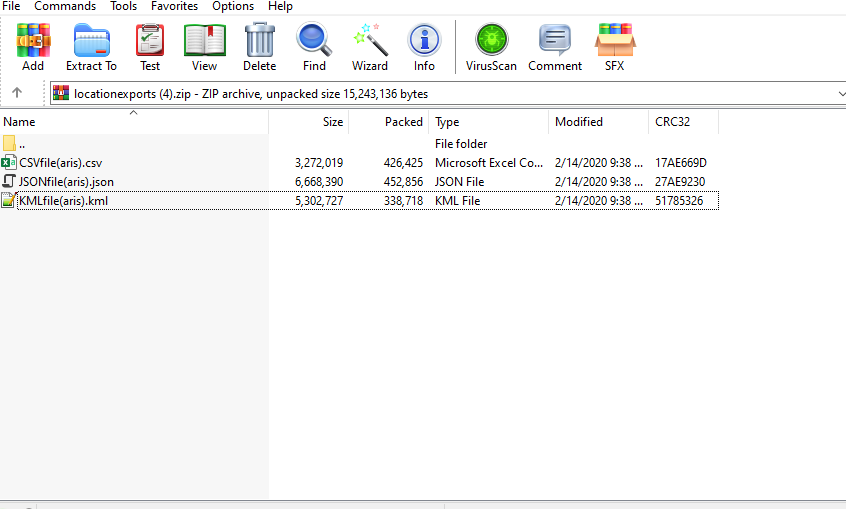 File Commands Tools Favorites Options Help
Add Extract To Test View Delete Find Wizard Info VirusScan Comment SFX
locationexports (4).zip - ZIP archive, unpacked size 15,243,136 bytes
Name Size Packed Type Modified CRC32
.. File folder
CSVfile(aris).csv 3,272,019 426,425 Microsoft Excel Co... 2/14/2020 9:38 ... 17AE669D
JSONfile(aris).json 6,668,390 452,856 JSON File 2/14/2020 9:38 ... 27AE9230
KMLfile(aris).kml 5,302,727 338,718 KML File 2/14/2020 9:38 ... 51785326